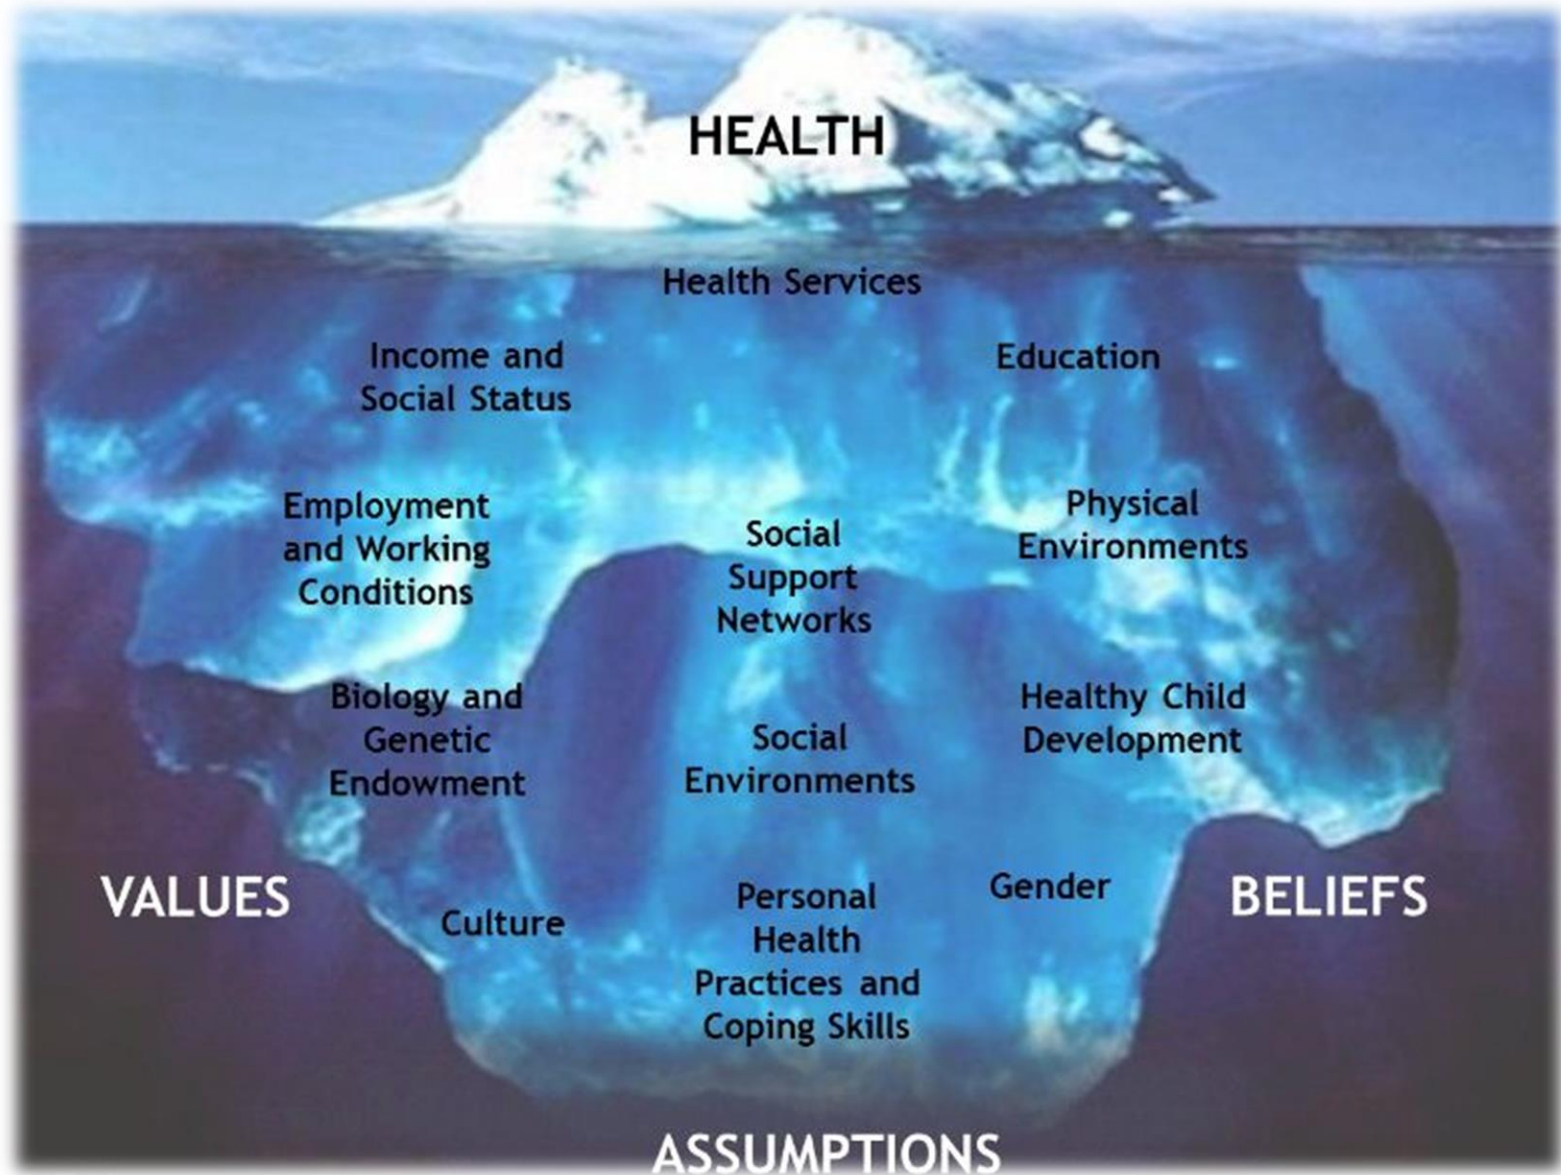 HEALTH
Health Services
Income and
Social Status
Education
Employment
and Working
Conditions
Social
Support
Networks
Physical
Environments
Biology and
Genetic
Endowment
Social
Environments
Healthy Child
Development
VALUES
Culture
Personal
Health
Practices and
Coping Skills
Gender
BELIEFS
ASSUMPTIONS